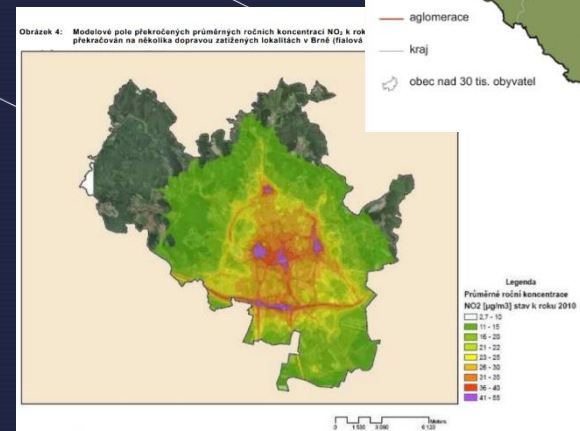 aglomerace
kraj
obec nad 30 tis. obyvatel
Obrázek 4: Modelové pole překročených průměrných ročních koncentrací NO₂ k rok
překračován na několika dopravou zatížených lokalitách v Brně (fialová
Legenda
Průměrné roční koncentrace
NO2 [µg/m3] stav k roku 2010
2,7 - 10
11 - 15
16 - 20
21 - 22
23 - 25
26 - 30
31 - 35
36 - 40
41 - 55
Meters